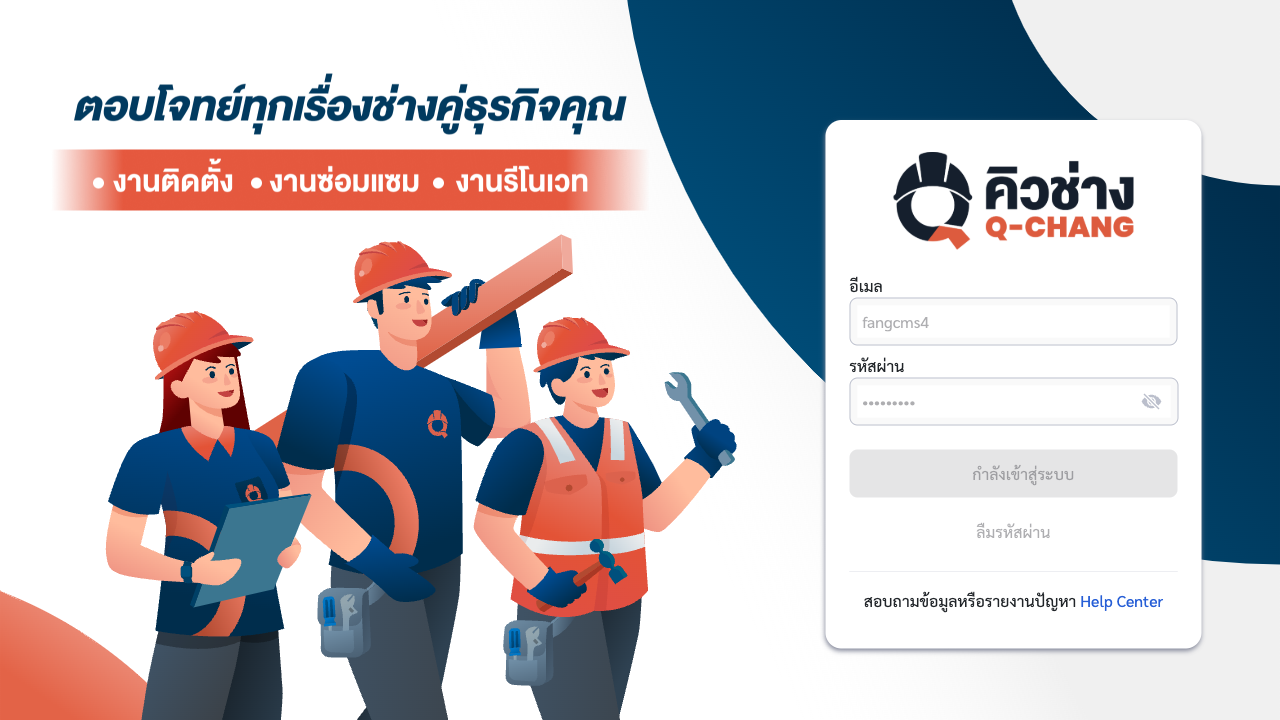 ตอบโจทย์ทุกเรื่องช่างคู่ธุรกิจคุณ
• งานติดตั้ง • งานซ่อมแซม • งานรีโนเวท
คิวช่าง
Q-CHANG
อีเมล
fangcms4
รหัสผ่าน
•••••••••
กำลังเข้าสู่ระบบ
ลืมรหัสผ่าน
สอบถามข้อมูลหรือรายงานปัญหา Help Center